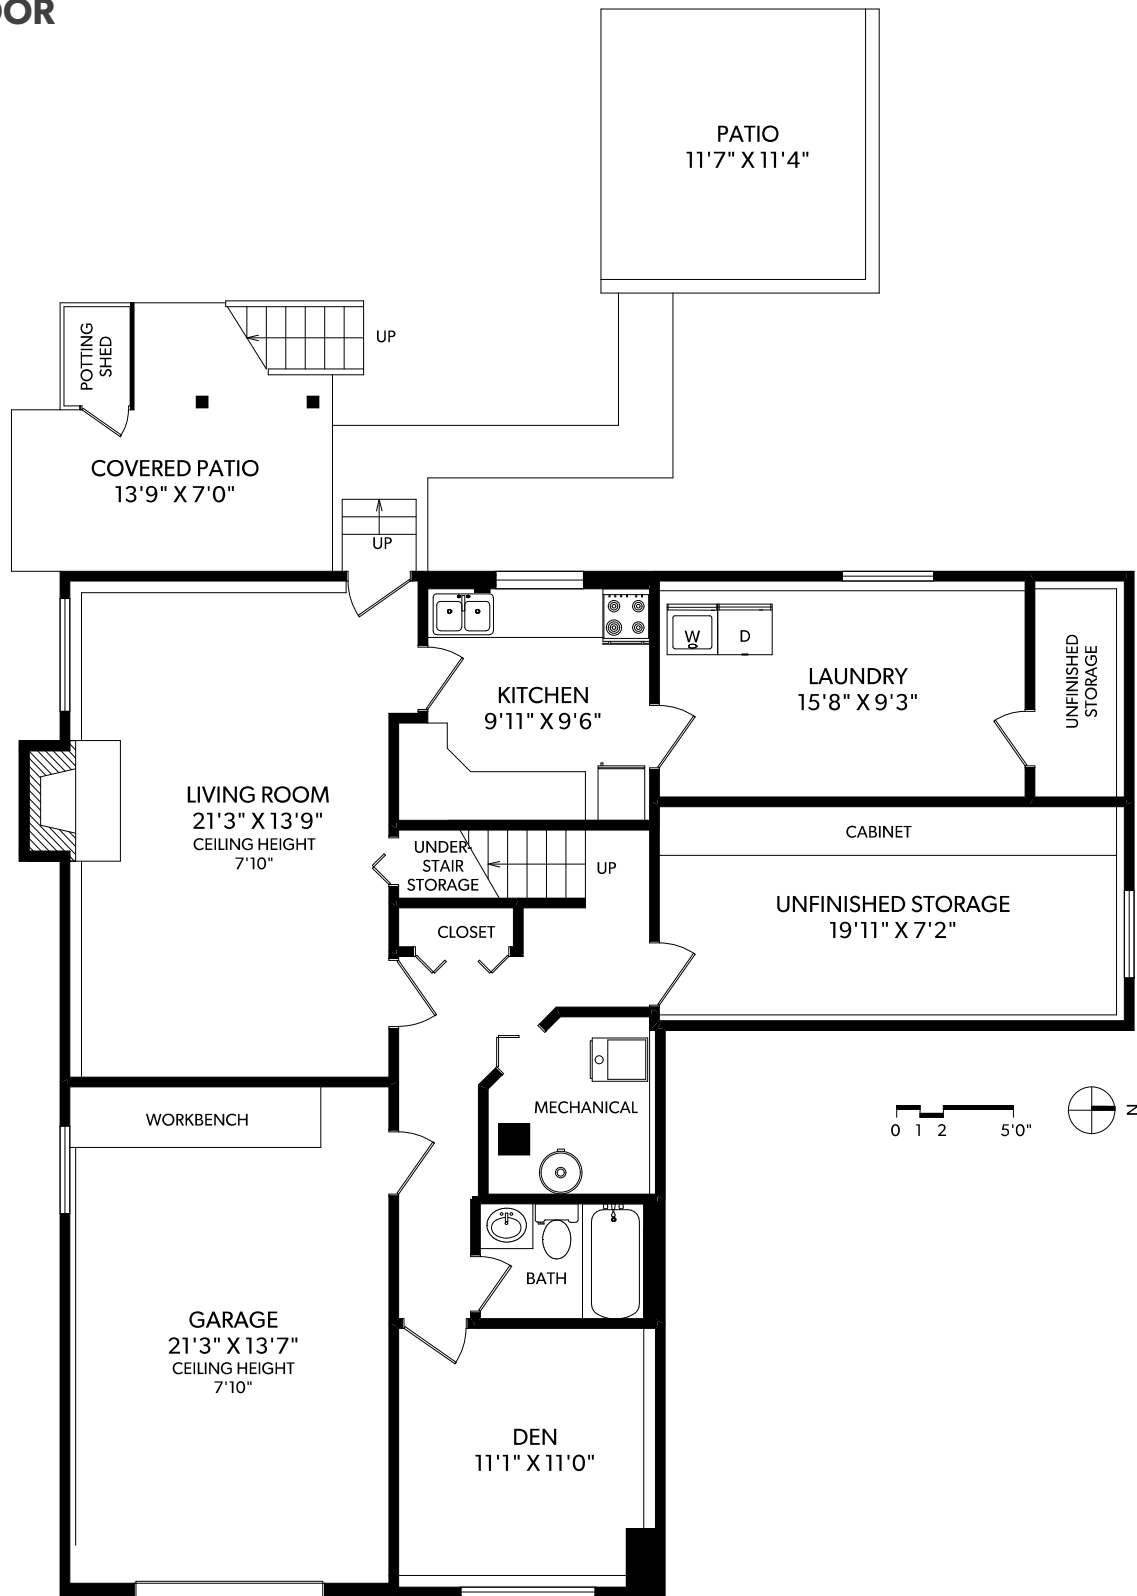 PATIO
11'7" X 11'4"
UP
POTTING
SHED
COVERED PATIO
13'9" X 7'0"
UP
W
D
KITCHEN
9'11" X 9'6"
LAUNDRY
15'8" X 9'3"
UNFINISHED
STORAGE
LIVING ROOM
21'3" X 13'9"
CEILING HEIGHT
7'10"
UNDER-
STAIR
STORAGE
UP
CABINET
UNFINISHED STORAGE
19'11" X 7'2"
CLOSET
MECHANICAL
WORKBENCH
0 1 2 5'0"
N
BATH
GARAGE
21'3" X 13'7"
CEILING HEIGHT
7'10"
DEN
11'1" X 11'0"